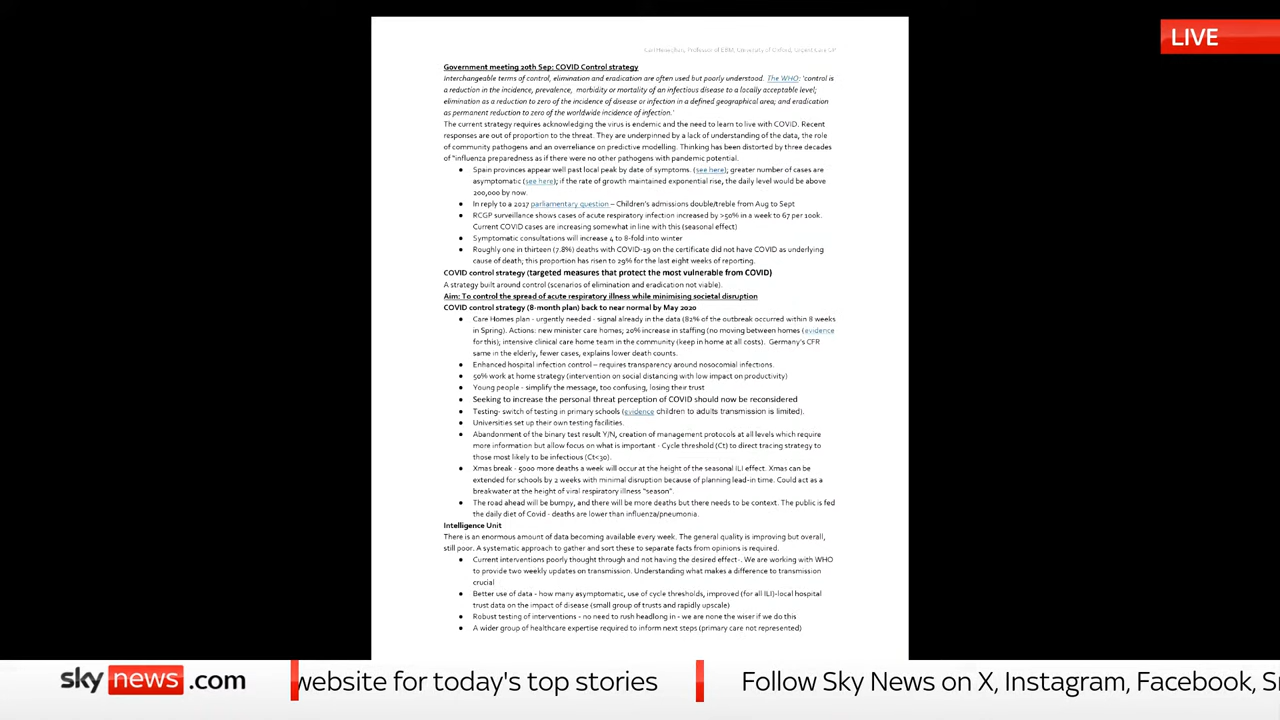 LIVE
Carl Heneghan, Professor of EBM, University of Oxford, Urgent Care GP
Government meeting 20th Sep: COVID Control strategy
Interchangeable terms of control, elimination and eradication are often used but poorly understood. The WHO: 'control is
a reduction in the incidence, prevalence, morbidity or mortality of an infectious disease to a locally acceptable level;
elimination as a reduction to zero of the incidence of disease or infection in a defined geographical area; and eradication
as permanent reduction to zero of the worldwide incidence of infection.'
The current strategy requires acknowledging the virus is endemic and the need to learn to live with COVID. Recent
responses are out of proportion to the threat. They are underpinned by a lack of understanding of the data, the role
of community pathogens and an overreliance on predictive modelling. Thinking has been distorted by three decades
of "influenza preparedness as if there were no other pathogens with pandemic potential.
• Spain provinces appear well past local peak by date of symptoms. (see here); greater number of cases are
asymptomatic (see here); if the rate of growth maintained exponential rise, the daily level would be above
200,000 by now.
• In reply to a 2017 parliamentary question – Children's admissions double/treble from Aug to Sept
• RCGP surveillance shows cases of acute respiratory infection increased by >50% in a week to 67 per 100k.
Current COVID cases are increasing somewhat in line with this (seasonal effect)
• Symptomatic consultations will increase 4 to 8-fold into winter
• Roughly one in thirteen (7.8%) deaths with COVID-19 on the certificate did not have COVID as underlying
cause of death; this proportion has risen to 29% for the last eight weeks of reporting.
COVID control strategy (targeted measures that protect the most vulnerable from COVID)
A strategy built around control (scenarios of elimination and eradication not viable).
Aim: To control the spread of acute respiratory illness while minimising societal disruption
COVID control strategy (8-month plan) back to near normal by May 2020
• Care Homes plan - urgently needed - signal already in the data (82% of the outbreak occurred within 8 weeks
in Spring). Actions: new minister care homes; 20% increase in staffing (no moving between homes (evidence
for this); intensive clinical care home team in the community (keep in home at all costs). Germany's CFR
same in the elderly, fewer cases, explains lower death counts.
• Enhanced hospital infection control – requires transparency around nosocomial infections.
• 50% work at home strategy (intervention on social distancing with low impact on productivity)
• Young people - simplify the message, too confusing, losing their trust
• Seeking to increase the personal threat perception of COVID should now be reconsidered
• Testing- switch of testing in primary schools (evidence children to adults transmission is limited).
• Universities set up their own testing facilities.
• Abandonment of the binary test result Y/N, creation of management protocols at all levels which require
more information but allow focus on what is important - Cycle threshold (Ct) to direct tracing strategy to
those most likely to be infectious (Ct<30).
• Xmas break - 5000 more deaths a week will occur at the height of the seasonal ILI effect. Xmas can be
extended for schools by 2 weeks with minimal disruption because of planning lead-in time. Could act as a
breakwater at the height of viral respiratory illness "season".
• The road ahead will be bumpy, and there will be more deaths but there needs to be context. The public is fed
the daily diet of Covid - deaths are lower than influenza/pneumonia.
Intelligence Unit
There is an enormous amount of data becoming available every week. The general quality is improving but overall,
still poor. A systematic approach to gather and sort these to separate facts from opinions is required.
• Current interventions poorly thought through and not having the desired effect-. We are working with WHO
to provide two weekly updates on transmission. Understanding what makes a difference to transmission
crucial
• Better use of data - how many asymptomatic, use of cycle thresholds, improved (for all ILI)-local hospital
trust data on the impact of disease (small group of trusts and rapidly upscale)
• Robust testing of interventions - no need to rush headlong in - we are none the wiser if we do this
• A wider group of healthcare expertise required to inform next steps (primary care not represented)
sky news .com website for today's top stories Follow Sky News on X, Instagram, Facebook,